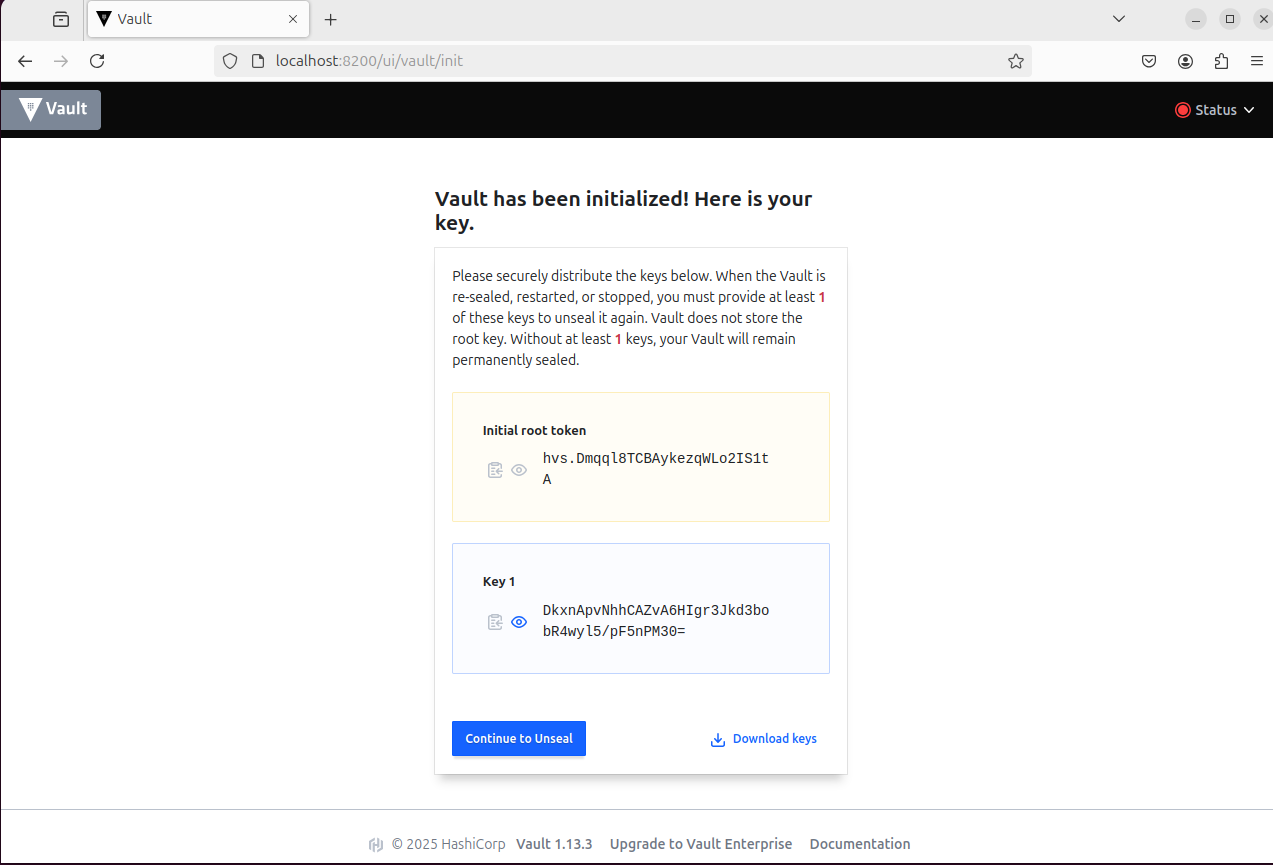 Vault
localhost:8200/ui/vault/init
Vault
Status
Vault has been initialized! Here is your
key.
Please securely distribute the keys below. When the Vault is
re-sealed, restarted, or stopped, you must provide at least 1
of these keys to unseal it again. Vault does not store the
root key. Without at least 1 keys, your Vault will remain
permanently sealed.
Initial root token
hvs.Dmqql8TCBAykezqWLo2IS1t
A
Key 1
DkxnApvNhhCAZvA6HIgr3Jkd3bo
bR4wyl5/pF5nPM30=
Continue to Unseal
Download keys
© 2025 HashiCorp Vault 1.13.3 Upgrade to Vault Enterprise Documentation